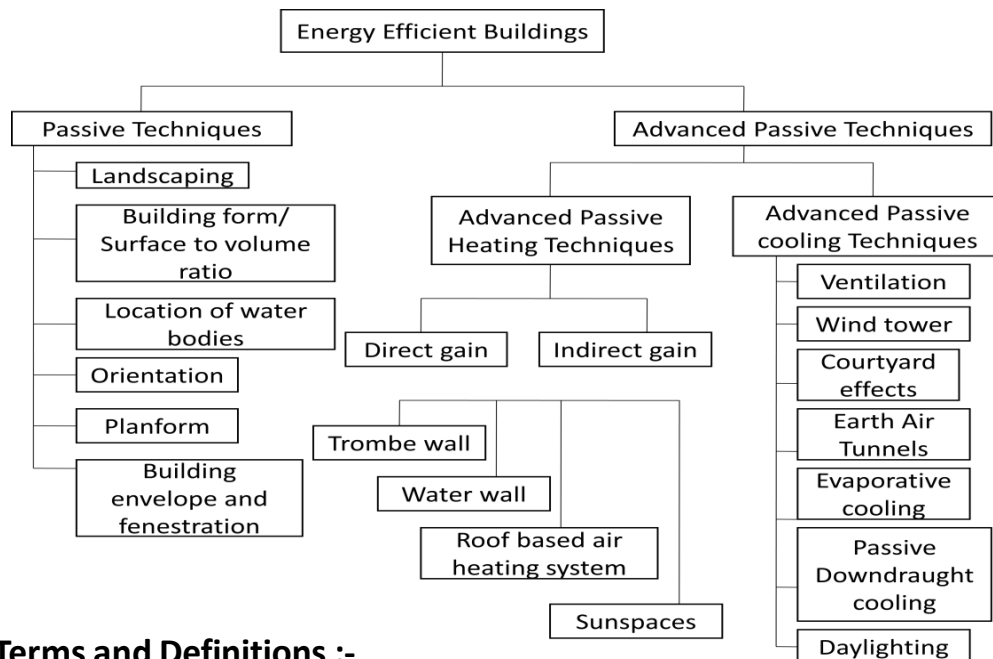 Energy Efficient Buildings
Passive Techniques
Landscaping
Building form/
Surface to volume
ratio
Location of water
bodies
Orientation
Planform
Building
envelope and
fenestration
Advanced Passive Techniques
Advanced Passive
Heating Techniques
Direct gain
Indirect gain
Trombe wall
Water wall
Roof based air
heating system
Sunspaces
Advanced Passive
cooling Techniques
Ventilation
Wind tower
Courtyard
effects
Earth Air
Tunnels
Evaporative
cooling
Passive
Downdraught
cooling
Daylighting
Terms and Definitions :-